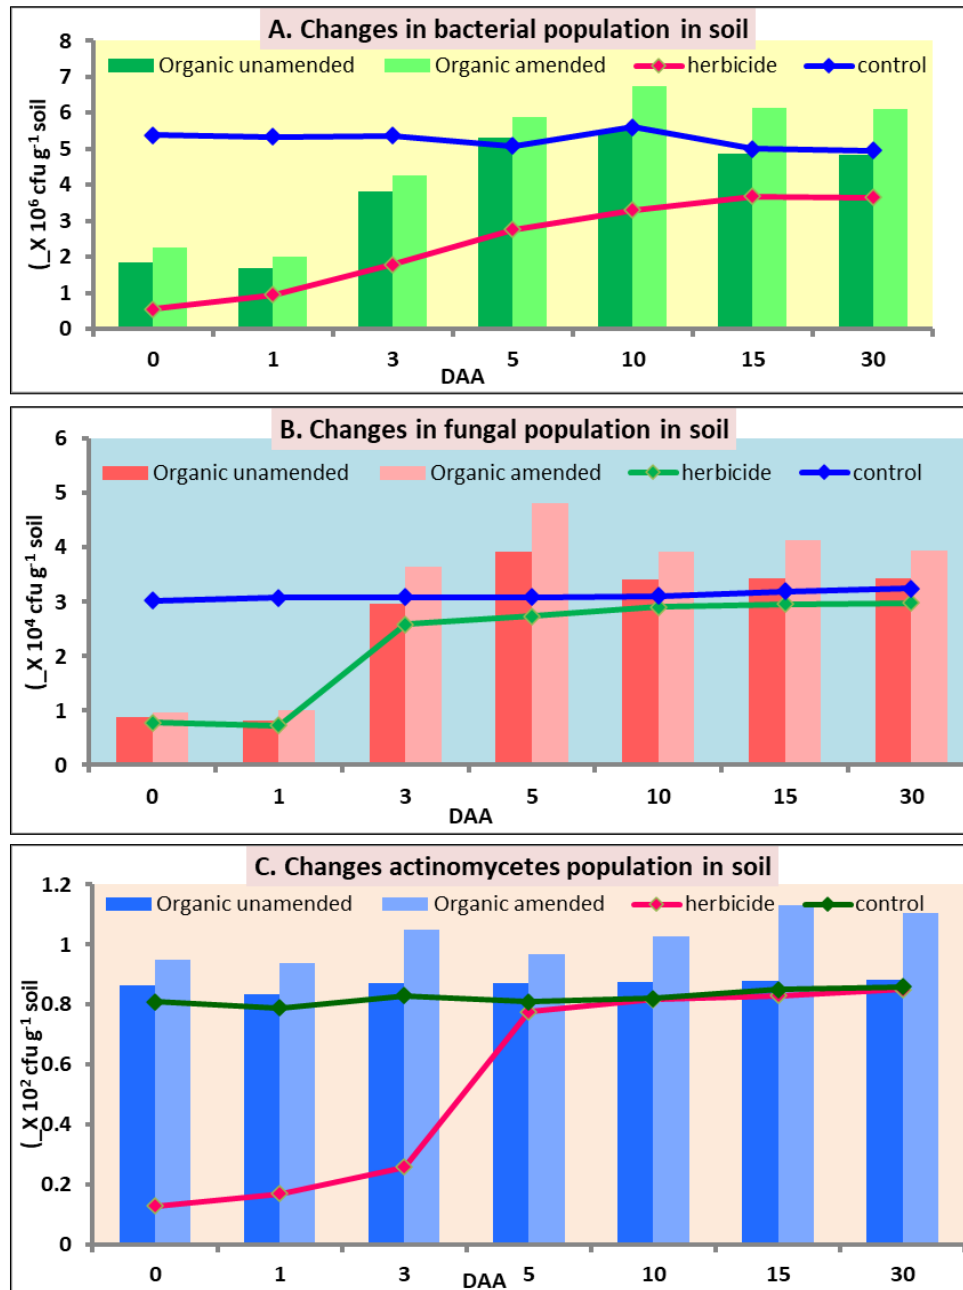 A. Changes in bacterial population in soil
Organic unamended Organic amended herbicide control
(_X 10⁶ cfu g⁻¹ soil
8
7
6
5
4
3
2
1
0
0 1 3 5 10 15 30
DAA
B. Changes in fungal population in soil
Organic unamended Organic amended herbicide control
(_X 10⁴ cfu g⁻¹ soil
6
5
4
3
2
1
0
0 1 3 5 10 15 30
DAA
C. Changes actinomycetes population in soil
Organic unamended Organic amended herbicide control
(_X 10² cfu g⁻¹ soil
1.2
1
0.8
0.6
0.4
0.2
0
0 1 3 5 10 15 30
DAA